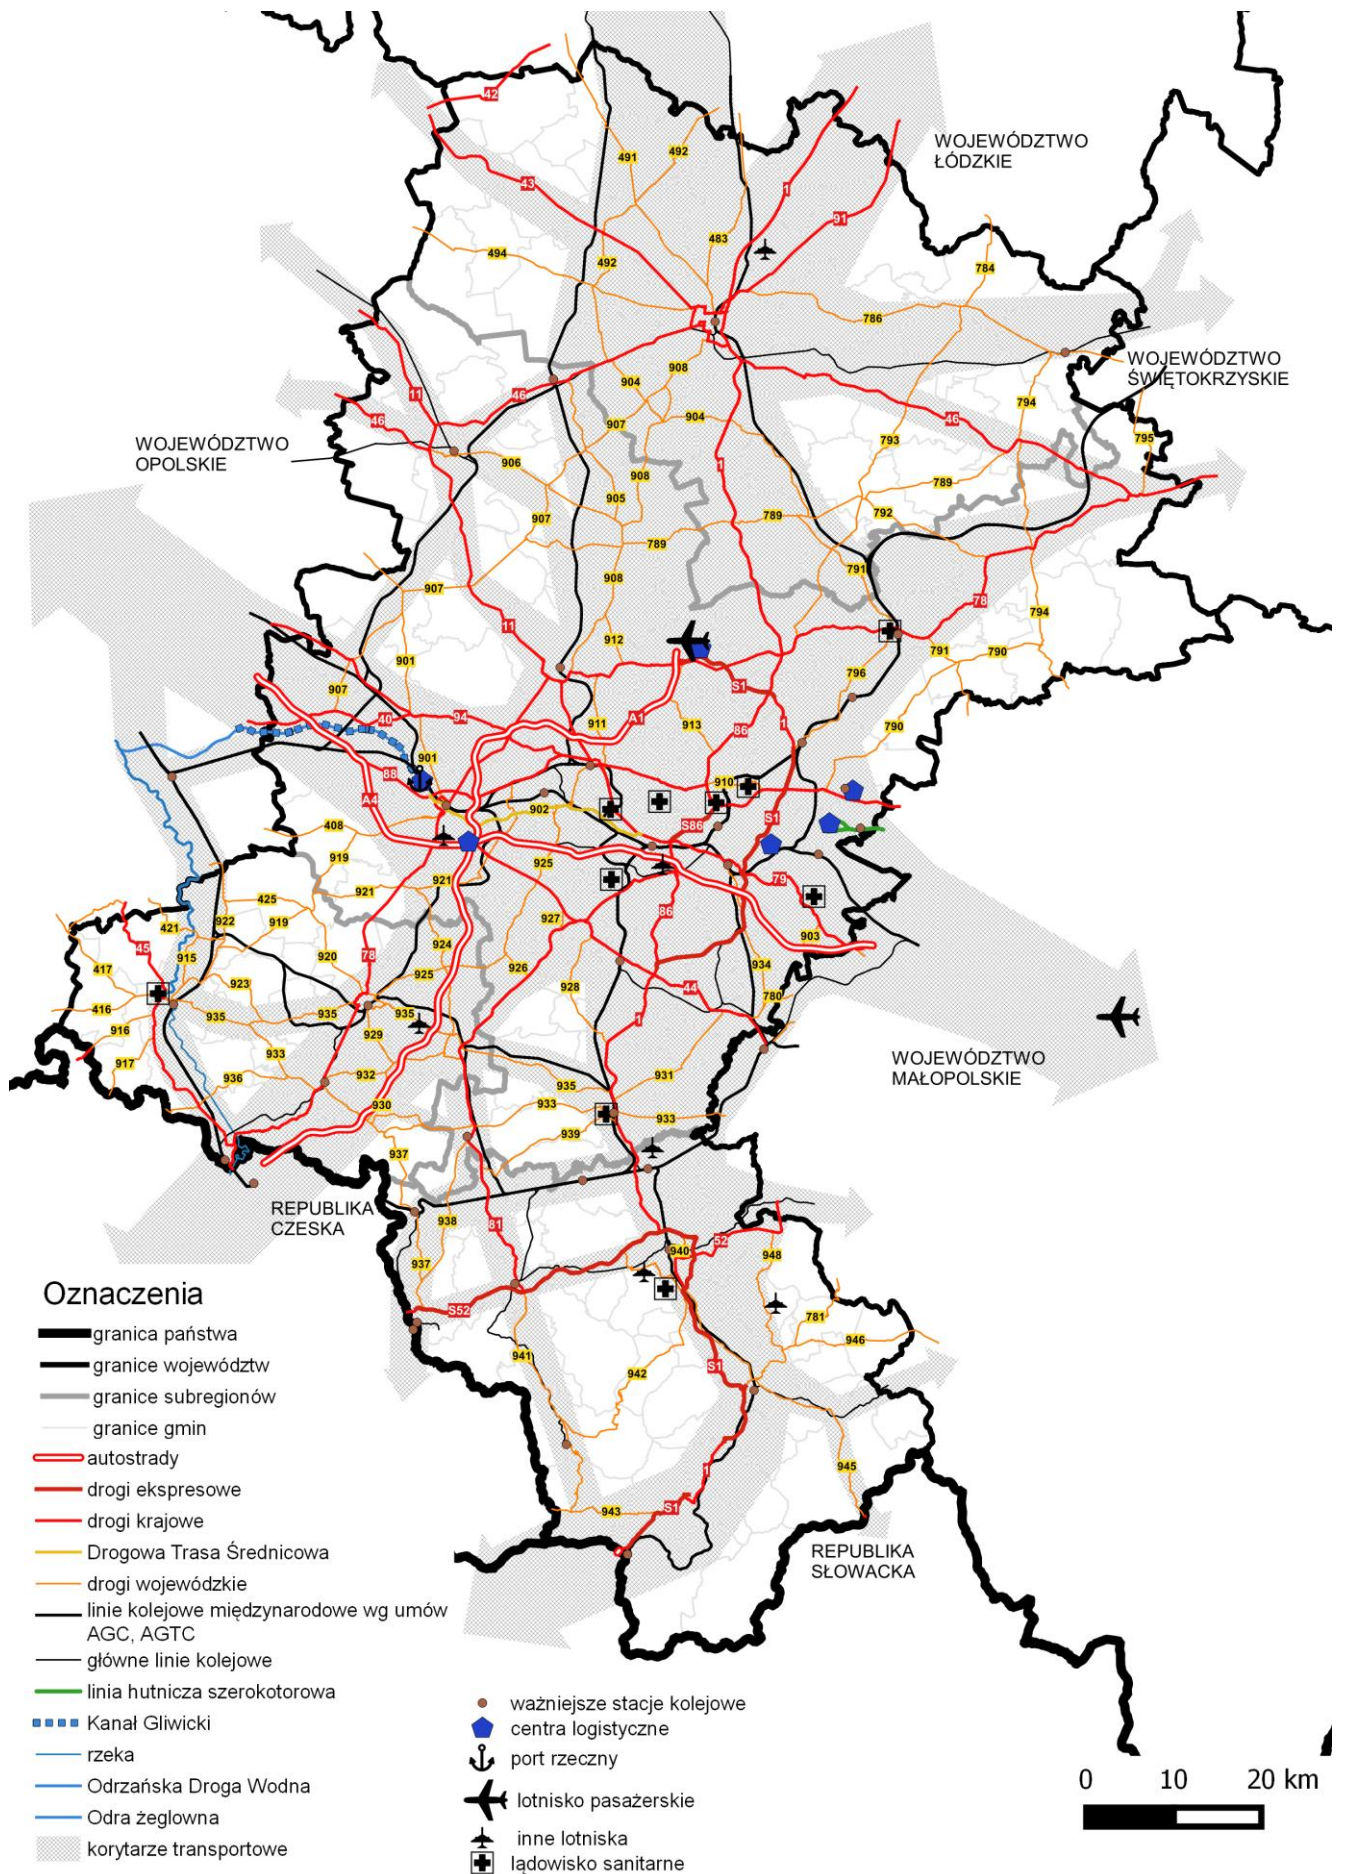 42
491
492
WOJEWÓDZTWO
ŁÓDZKIE
43
1
91
494
492
483
784
786
WOJEWÓDZTWO
ŚWIĘTOKRZYSKIE
908
904
11
46
46
794
907
904
46
WOJEWÓDZTWO
OPOLSKIE
793
795
906
1
908
789
905
907
789
792
789
908
791
907
78
794
11
912
901
791
790
796
907
S1
A1
40
94
911
913
1
790
86
901
88
910
A4
902
S1
408
S86
919
925
921
921
79
425
927
86
421
922
919
903
45
924
915
920
78
926
934
417
925
923
928
44
780
416
935
935
935
916
929
1
933
WOJEWÓDZTWO
MAŁOPOLSKIE
917
932
931
936
935
930
933
933
939
937
REPUBLIKA
CZESKA
938
81
52
940
948
937
S52
781
946
941
S1
942
1
945
943
S1
REPUBLIKA
SŁOWACKA
Oznaczenia
granica państwa
granice województw
granice subregionów
granice gmin
autostrady
drogi ekspresowe
drogi krajowe
Drogowa Trasa Średnicowa
drogi wojewódzkie
linie kolejowe międzynarodowe wg umów
AGC, AGTC
główne linie kolejowe
linia hutnicza szerokotorowa
Kanał Gliwicki
rzeka
Odrzańska Droga Wodna
Odra żeglowna
korytarze transportowe
ważniejsze stacje kolejowe
centra logistyczne
port rzeczny
lotnisko pasażerskie
inne lotniska
lądowisko sanitarne
0 10 20 km